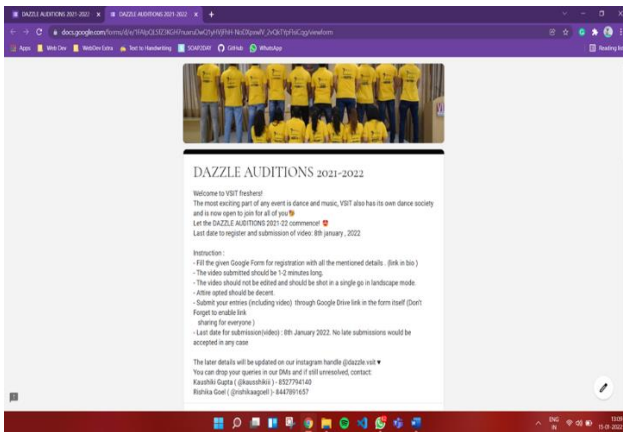 DAZZLE AUDITIONS 2021-2022
DAZZLE AUDITIONS 2021-2022
Apps
Web Dev
WebDev Extra
Text to Handwriting
SOAP2DAY
GitHub
WhatsApp
Reading list
DAZZLE AUDITIONS 2021-2022
Welcome to VSIT freshers!
The most exciting part of any event is dance and music, VSIT also has its own dance society
and is now open to join for all of you
Let the DAZZLE AUDITIONS 2021-22 commence!
Last date to register and submission of video: 8th january , 2022
Instruction :
- Fill the given Google Form for registration with all the mentioned details . (link in bio )
- The video submitted should be 1-2 minutes long.
- The video should not be edited and should be shot in a single go in landscape mode.
- Attire opted should be decent.
- Submit your entries (including video) through Google Drive link in the form itself (Don't
Forget to enable link
sharing for everyone )
- Last date for submission(video) : 8th January 2022. No late submissions would be
accepted in any case
The later details will be updated on our instagram handle @dazzle.vsit ♥
You can drop your queries in our DMs and if still unresolved, contact:
Kaushiki Gupta ( @kausshikiii ) - 8527794140
Rishika Goel ( @rishikaagoell )- 8447891657
ENG
IN
15-01-2022